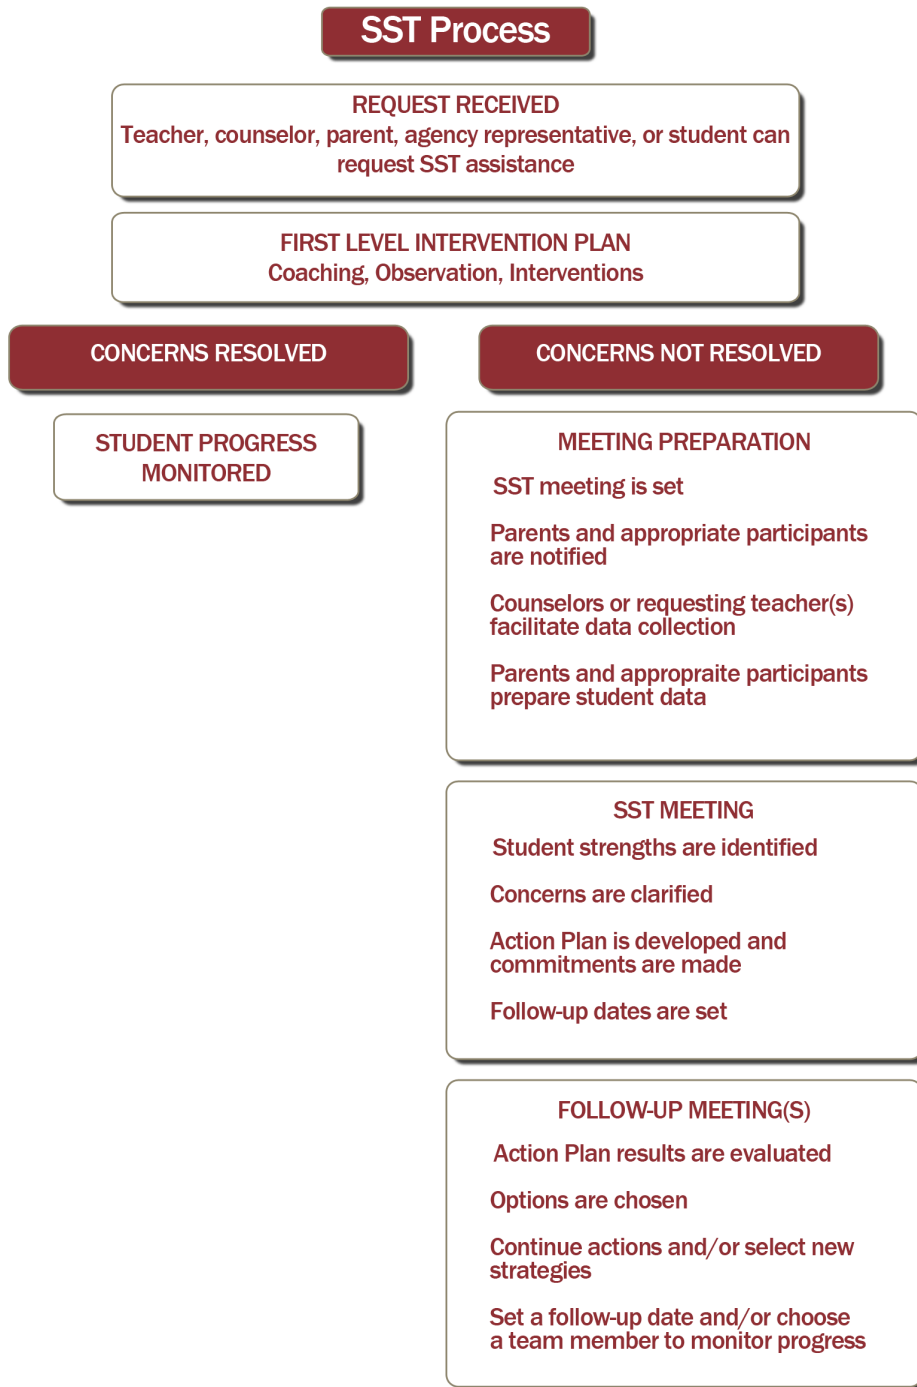 SST Process
REQUEST RECEIVED
Teacher, counselor, parent, agency representative, or student can
request SST assistance
FIRST LEVEL INTERVENTION PLAN
Coaching, Observation, Interventions
CONCERNS RESOLVED
STUDENT PROGRESS
MONITORED
CONCERNS NOT RESOLVED
MEETING PREPARATION
SST meeting is set
Parents and appropriate participants
are notified
Counselors or requesting teacher(s)
facilitate data collection
Parents and appropraite participants
prepare student data
SST MEETING
Student strengths are identified
Concerns are clarified
Action Plan is developed and
commitments are made
Follow-up dates are set
FOLLOW-UP MEETING(S)
Action Plan results are evaluated
Options are chosen
Continue actions and/or select new
strategies
Set a follow-up date and/or choose
a team member to monitor progress